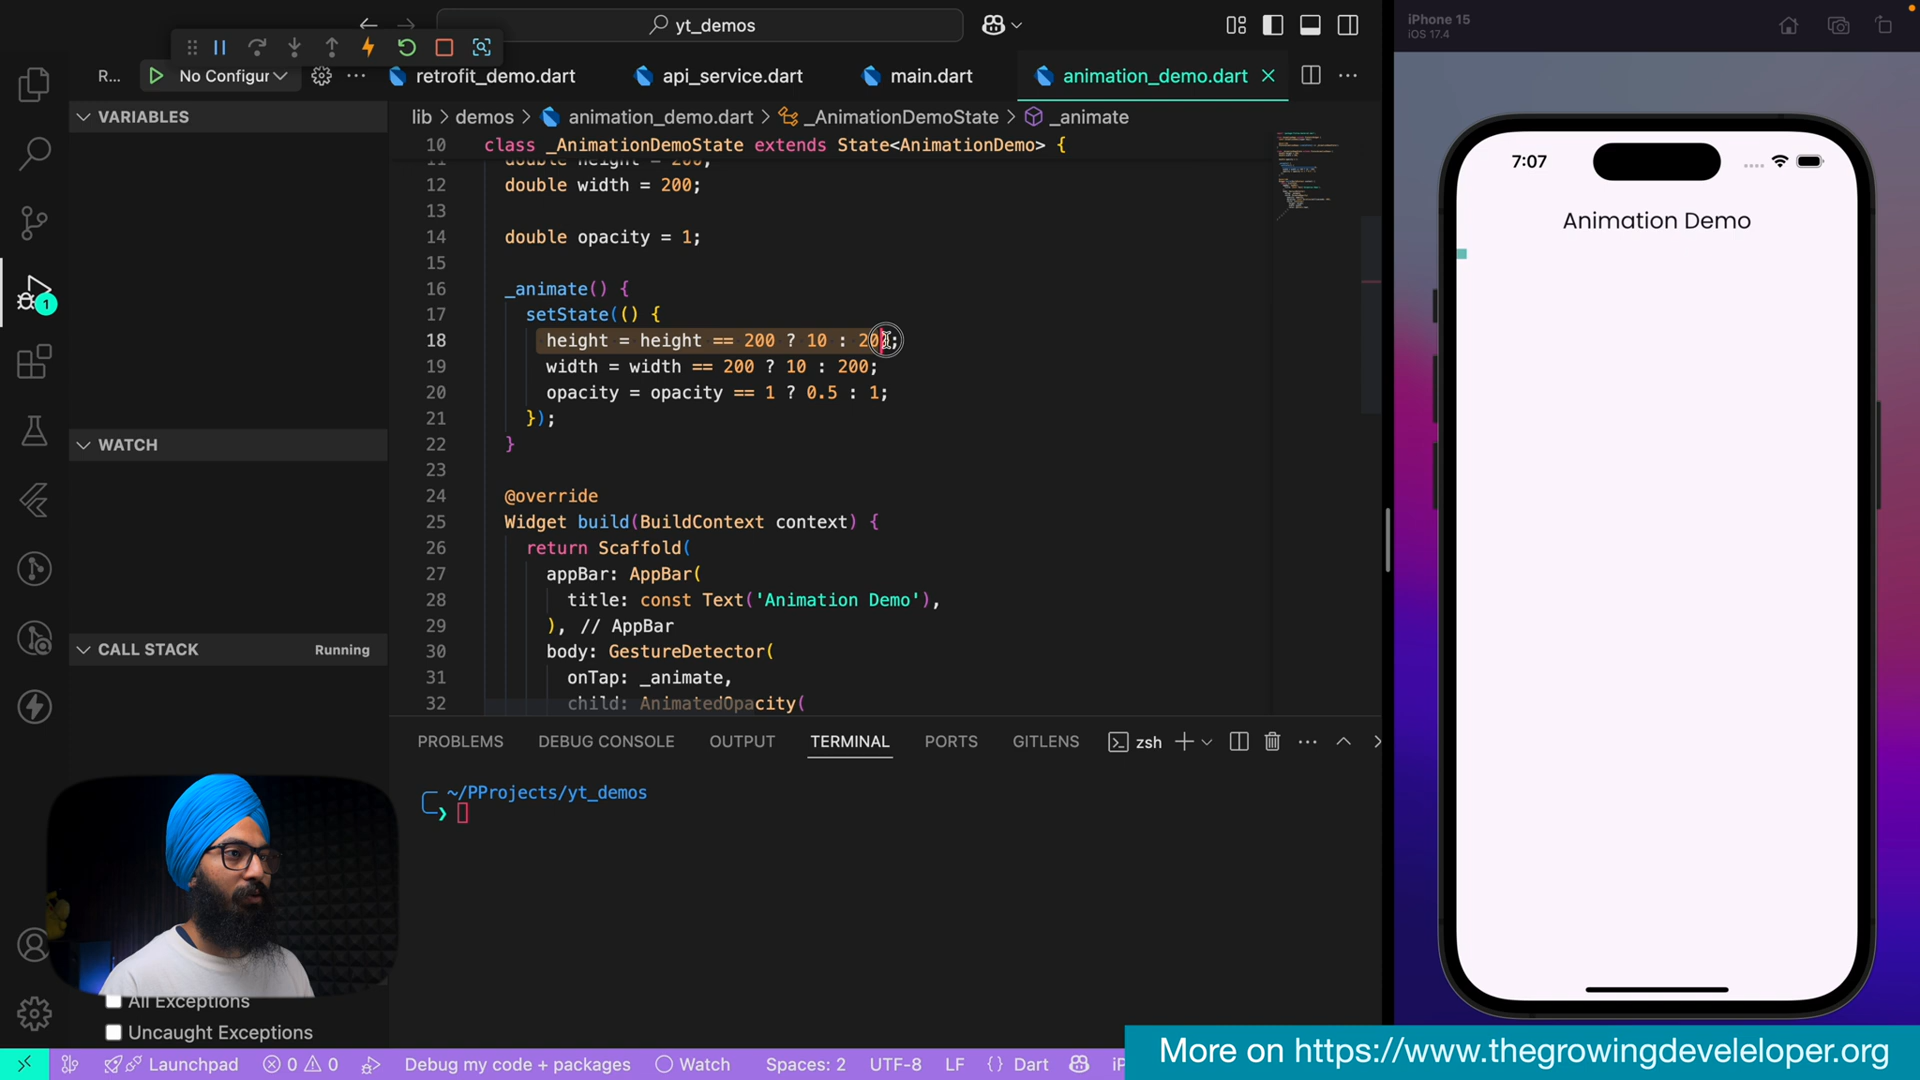 yt_demos
R...
No Configur
retrofit_demo.dart
api_service.dart
main.dart
animation_demo.dart
lib > demos > animation_demo.dart > _AnimationDemoState > _animate
VARIABLES
WATCH
CALL STACK
Running
1
10 class _AnimationDemoState extends State<AnimationDemo> {
11 double height = 200;
12 double width = 200;
13
14 double opacity = 1;
15
16 _animate() {
17 setState(() {
18 height = height == 200 ? 10 : 200;
19 width = width == 200 ? 10 : 200;
20 opacity = opacity == 1 ? 0.5 : 1;
21 });
22 }
23
24 @override
25 Widget build(BuildContext context) {
26 return Scaffold(
27 appBar: AppBar(
28 title: const Text('Animation Demo'),
29 ), // AppBar
30 body: GestureDetector(
31 onTap: _animate,
32 child: AnimatedOpacity(
PROBLEMS
DEBUG CONSOLE
OUTPUT
TERMINAL
PORTS
GITLENS
zsh
~/PProjects/yt_demos
All Exceptions
Uncaught Exceptions
Launchpad
0
0
Debug my code + packages
Watch
Spaces: 2
UTF-8
LF
Dart
iP
iPhone 15
iOS 17.4
7:07
Animation Demo
More on https://www.thegrowingdeveleloper.org